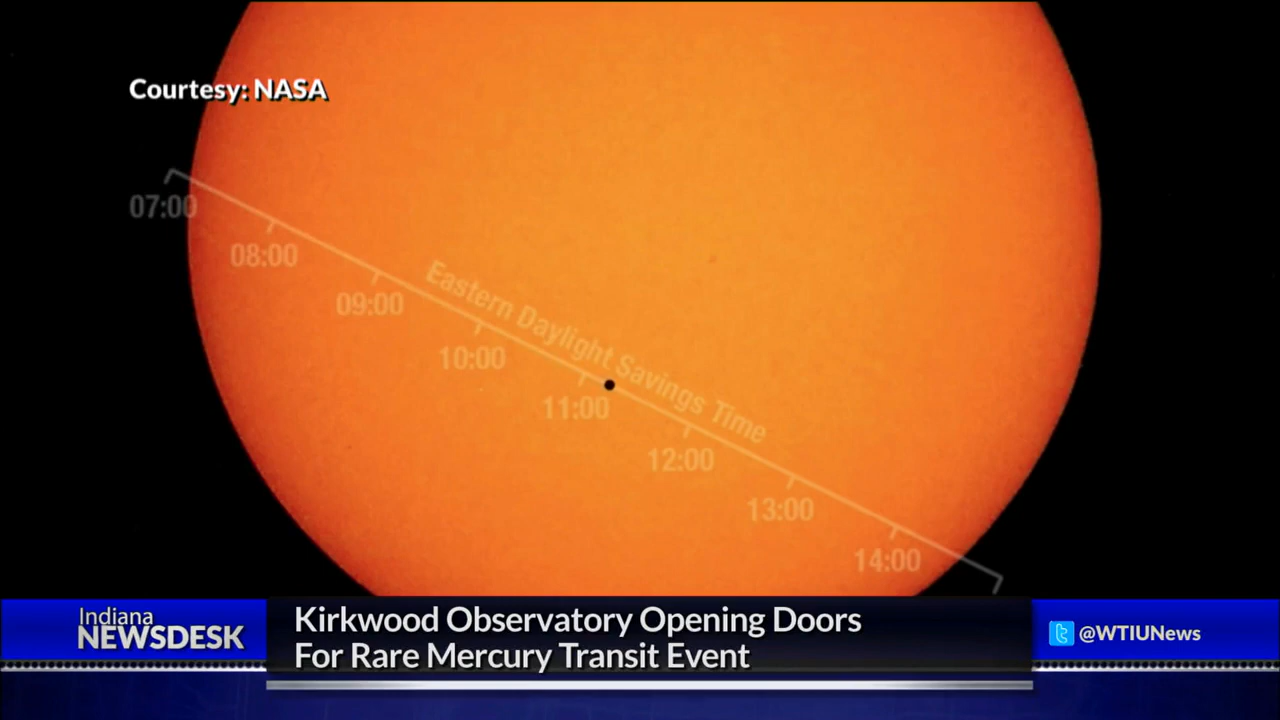 Courtesy: NASA
07:00
08:00
09:00
10:00
11:00
12:00
13:00
14:00
Eastern Daylight Savings Time
Indiana
NEWSDESK
Kirkwood Observatory Opening Doors
For Rare Mercury Transit Event
@WTIUNews